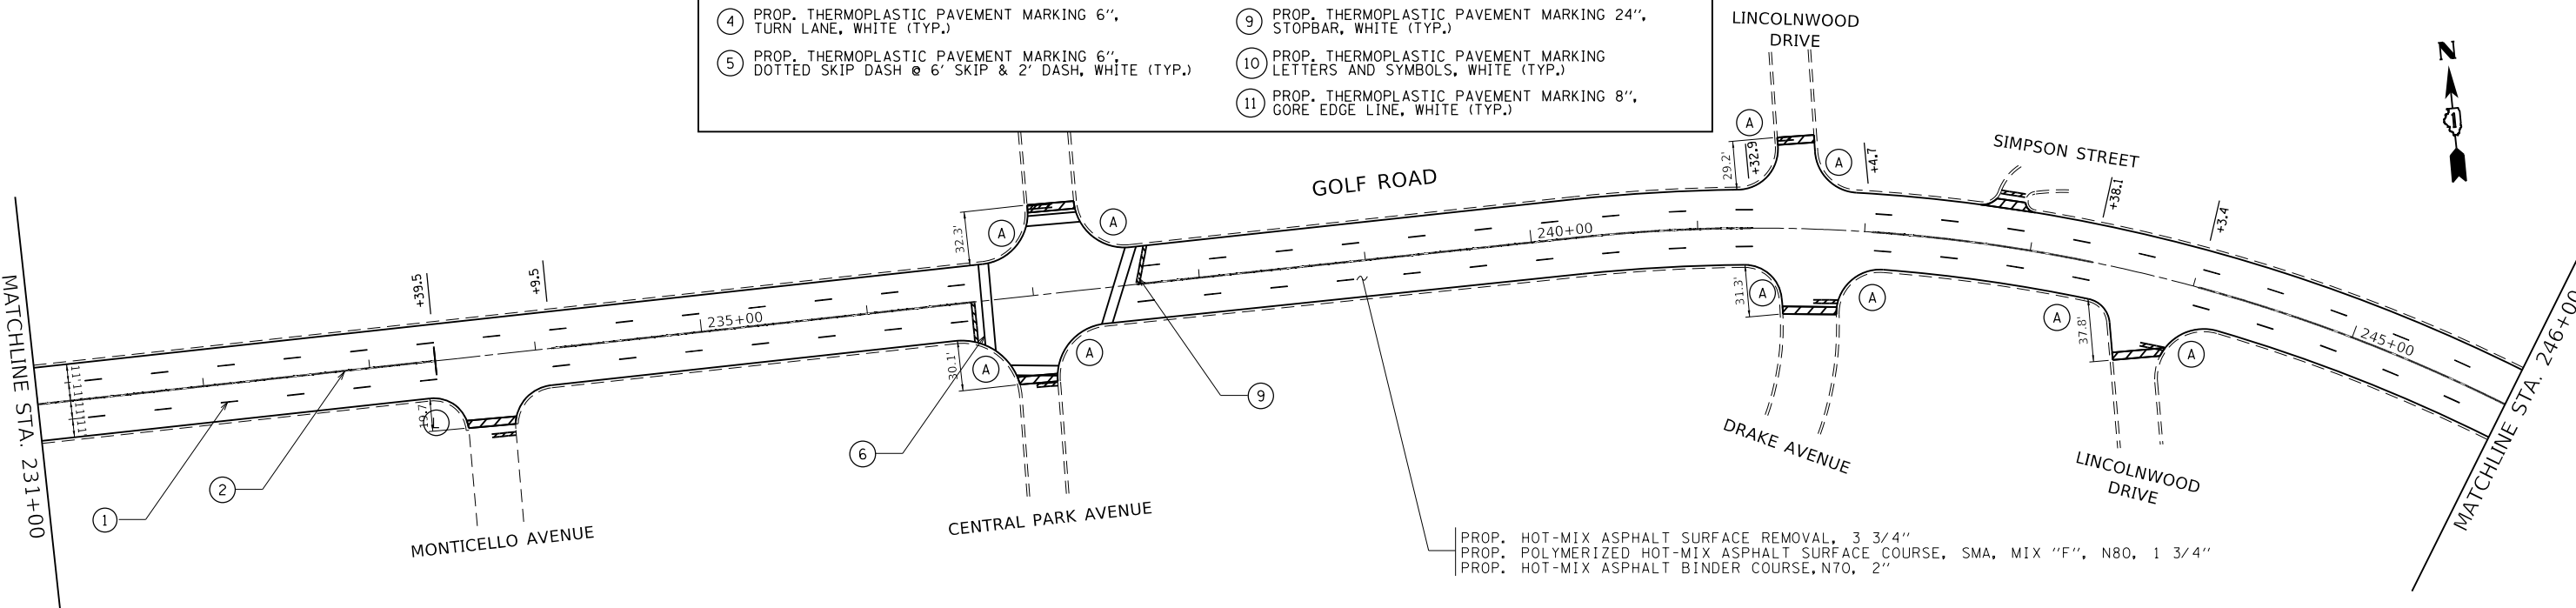 4 PROP. THERMOPLASTIC PAVEMENT MARKING 6",
TURN LANE, WHITE (TYP.)
5 PROP. THERMOPLASTIC PAVEMENT MARKING 6",
DOTTED SKIP DASH @ 6' SKIP & 2' DASH, WHITE (TYP.)
9 PROP. THERMOPLASTIC PAVEMENT MARKING 24",
STOPBAR, WHITE (TYP.)
10 PROP. THERMOPLASTIC PAVEMENT MARKING
LETTERS AND SYMBOLS, WHITE (TYP.)
11 PROP. THERMOPLASTIC PAVEMENT MARKING 8",
GORE EDGE LINE, WHITE (TYP.)
LINCOLNWOOD
DRIVE
N
1
SIMPSON STREET
GOLF ROAD
A
A
29.2'
+32.9
+4.7
+38.1
+3.4
A
A
32.3'
240+00
+39.5
+9.5
235+00
245+00
MATCHLINE STA. 231+00
MATCHLINE STA. 246+00
11' 11' 11' 11'
19.7'
L
30.1'
A
A
31.3'
A
A
37.8'
A
A
9
6
2
1
MONTICELLO AVENUE
CENTRAL PARK AVENUE
DRAKE AVENUE
LINCOLNWOOD
DRIVE
PROP. HOT-MIX ASPHALT SURFACE REMOVAL, 3 3/4"
PROP. POLYMERIZED HOT-MIX ASPHALT SURFACE COURSE, SMA, MIX "F", N80, 1 3/4"
PROP. HOT-MIX ASPHALT BINDER COURSE,N70, 2"